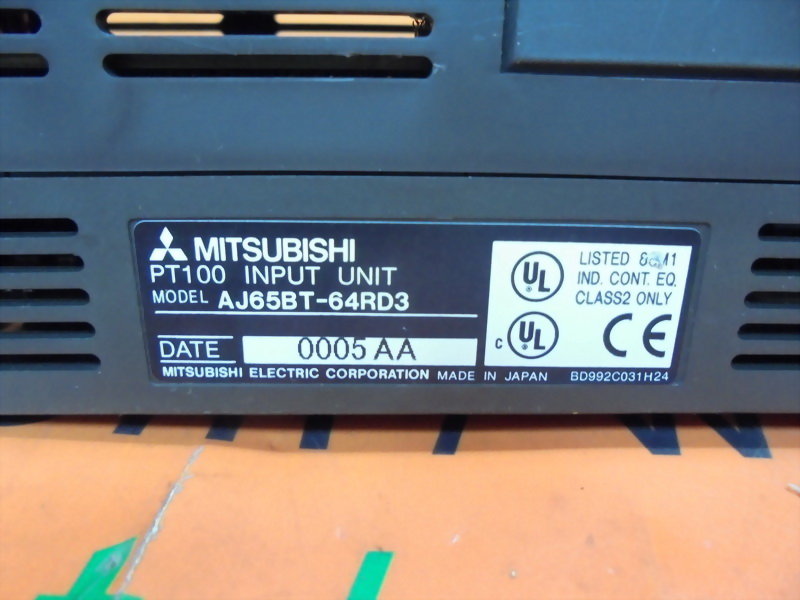 MITSUBISHI
PT100 INPUT UNIT
MODEL AJ65BT-64RD3
DATE 0005 AA
MITSUBISHI ELECTRIC CORPORATION MADE IN JAPAN BD992C031H24
UL
LISTED M1
IND. CONT. EQ.
CLASS2 ONLY
C UL
CE